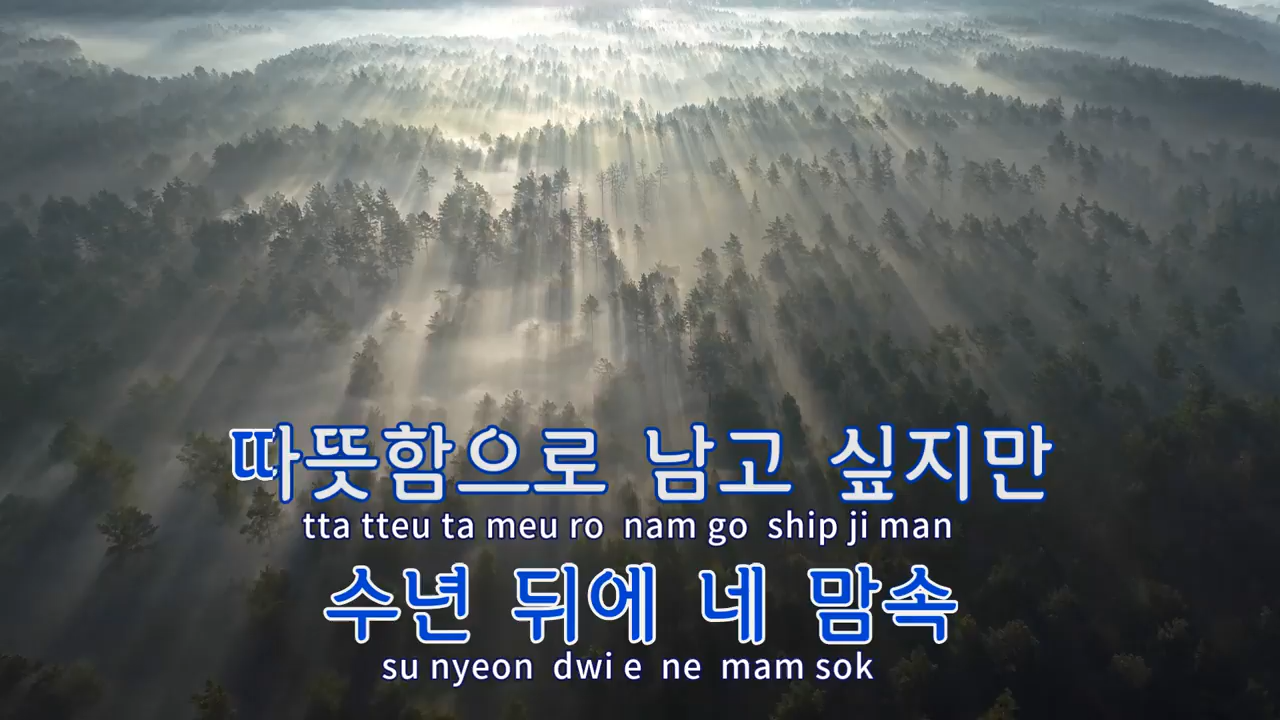 따뜻함으로 남고 싶지만
tta tteu ta meu ro nam go ship ji man
수년 뒤에 네 맘속
su nyeon dwi e ne mam sok